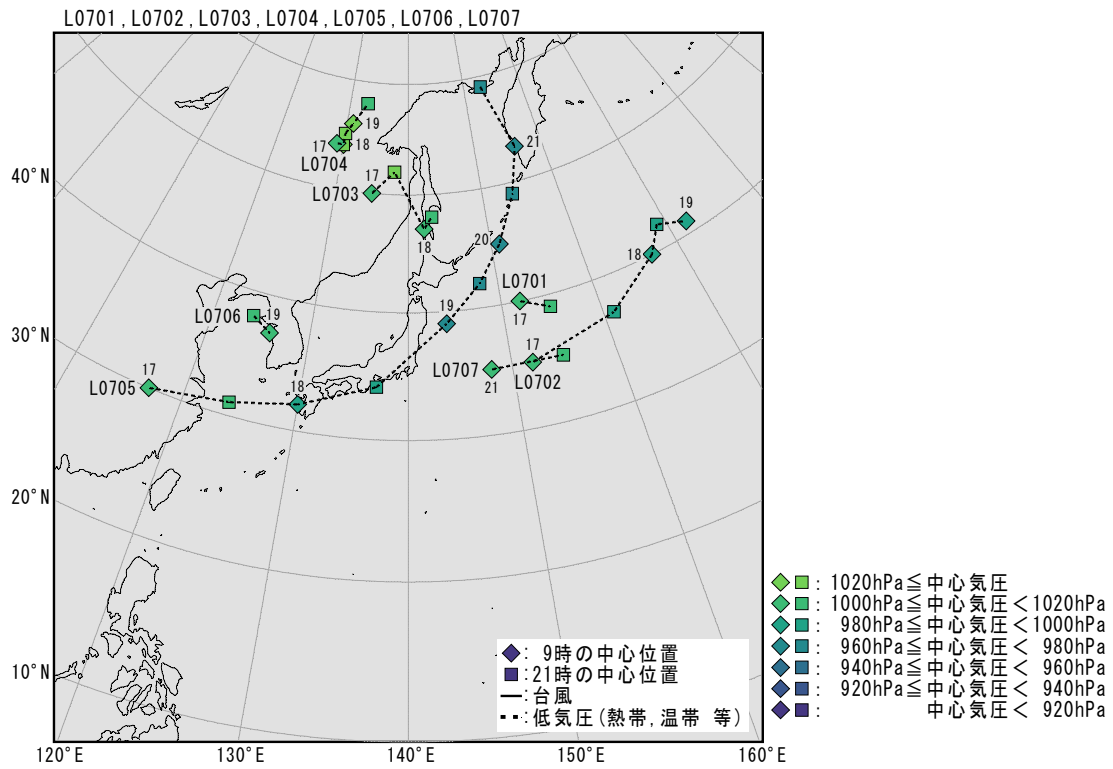 L0701,L0702,L0703,L0704,L0705,L0706,L0707
19
17
18
L0704
17
L0703
18
21
20
19
18
L0701
17
19
L0706
19
17
L0705
18
17
L0707
21
L0702
40°N
30°N
20°N
10°N
120°E
130°E
140°E
150°E
160°E
: 9時の中心位置
:21時の中心位置
:台風
:低気圧(熱帯,温帯 等)
: 1020hPa≦中心気圧
: 1000hPa≦中心気圧<1020hPa
: 980hPa≦中心気圧<1000hPa
: 960hPa≦中心気圧< 980hPa
: 940hPa≦中心気圧< 960hPa
: 920hPa≦中心気圧< 940hPa
: 中心気圧< 920hPa